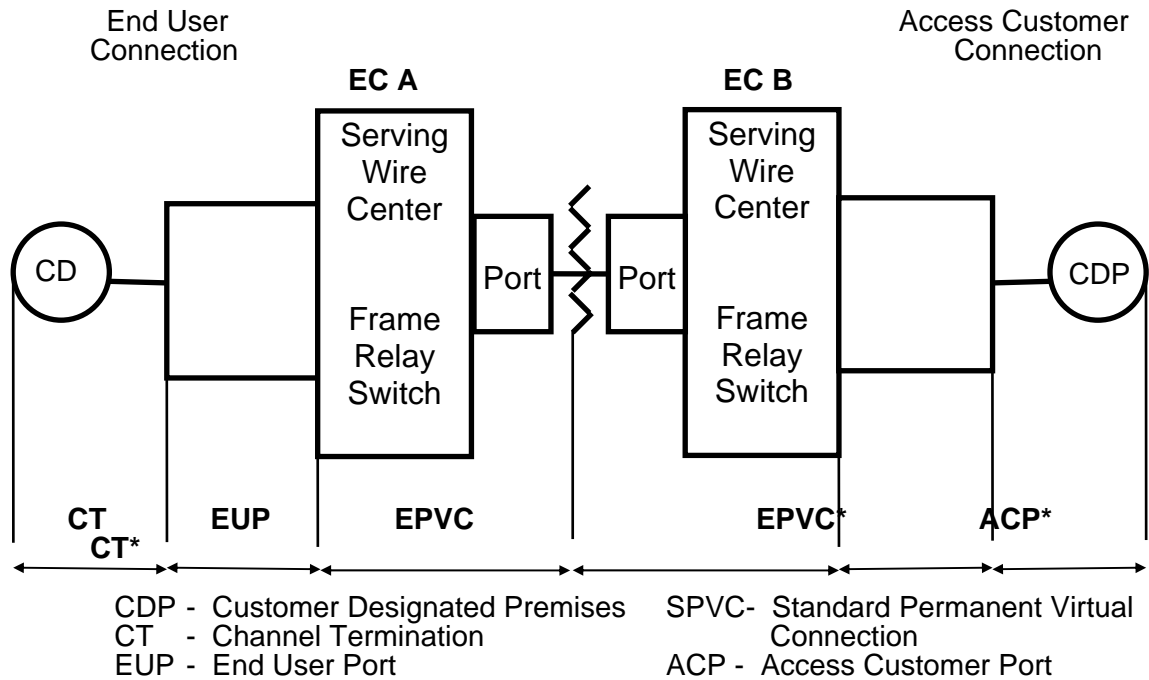 End User
Connection
Access Customer
Connection
EC A
EC B
Serving
Wire
Center
Serving
Wire
Center
CD
Port
Port
CDP
Frame
Relay
Switch
Frame
Relay
Switch
CT
EUP
EPVC
EPVC*
ACP*
CT*
CDP - Customer Designated Premises
CT - Channel Termination
EUP - End User Port
SPVC- Standard Permanent Virtual
Connection
ACP - Access Customer Port